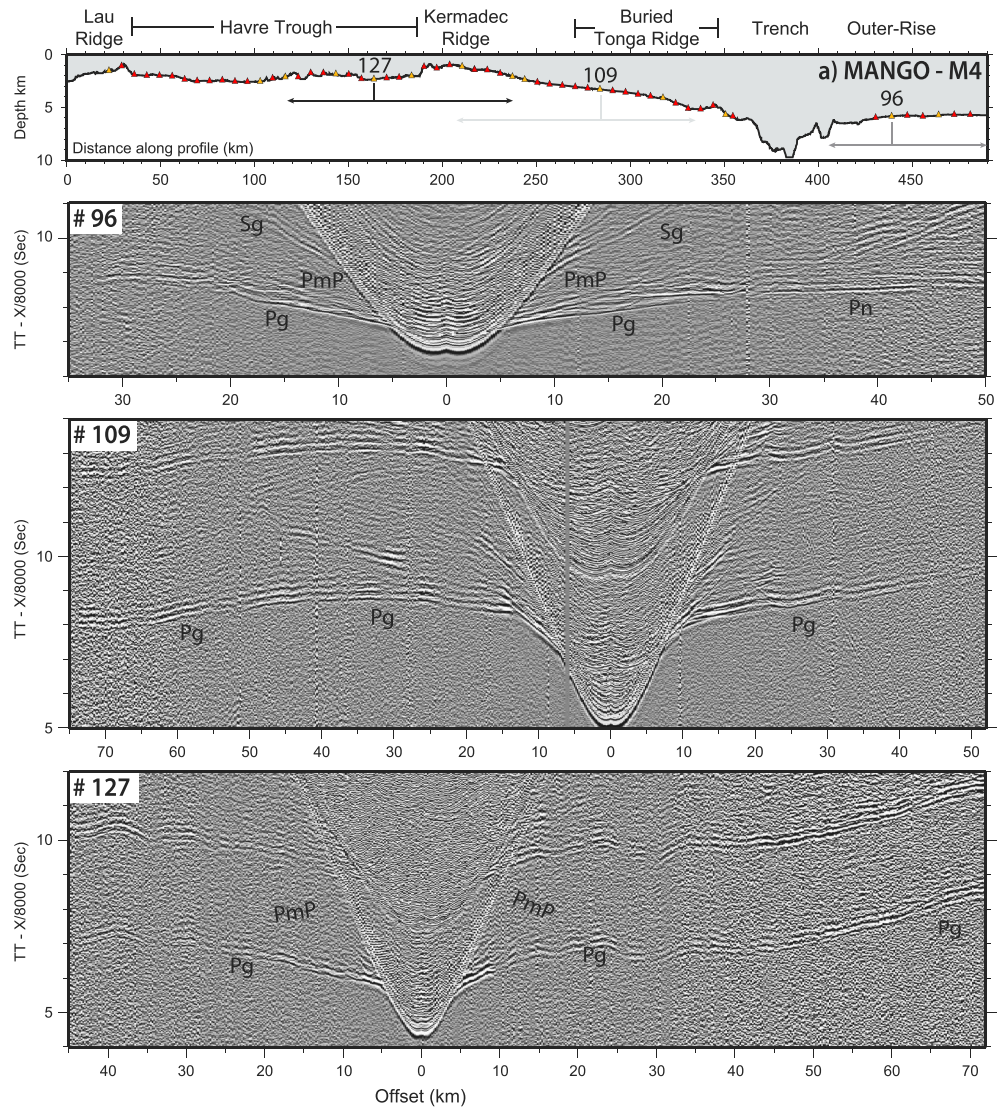 Lau
Ridge
Havre Trough
Kermadec
Ridge
Buried
Tonga Ridge
Trench
Outer-Rise
a) MANGO - M4
127
109
96
Depth km
0
5
10
Distance along profile (km)
0 50 100 150 200 250 300 350 400 450
# 96
TT - X/8000 (Sec)
10
Sg
Sg
PmP
PmP
Pg
Pg
Pn
30 20 10 0 10 20 30 40 50
# 109
TT - X/8000 (Sec)
10
5
Pg
Pg
Pg
70 60 50 40 30 20 10 0 10 20 30 40 50
# 127
TT - X/8000 (Sec)
10
5
PmP
PmP
Pg
Pg
Pg
40 30 20 10 0 10 20 30 40 50 60 70
Offset (km)